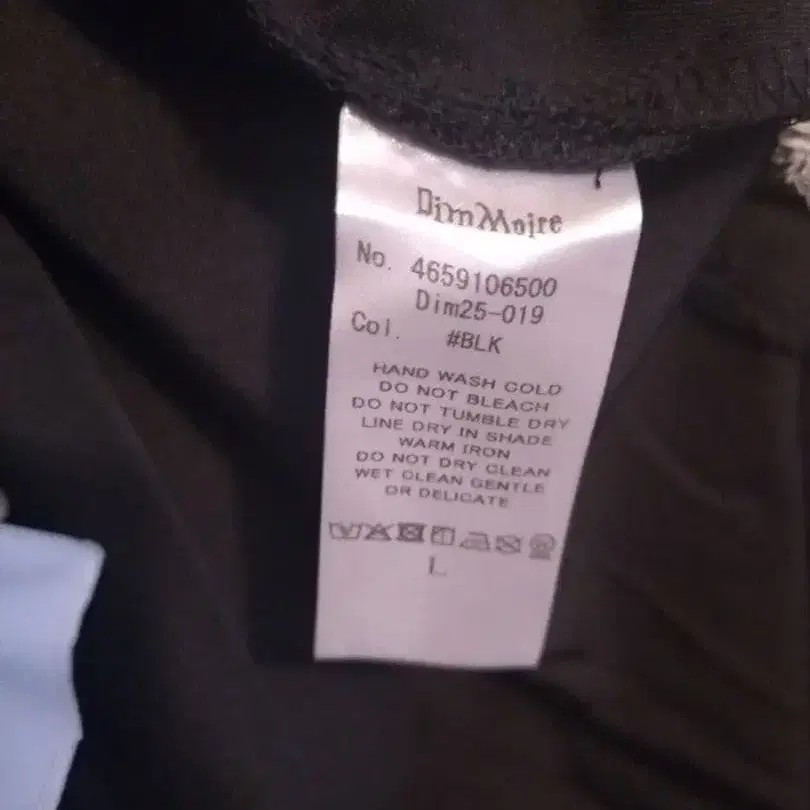 DimMoire
No. 4659106500
Dim25-019
Col. #BLK
HAND WASH COLD
DO NOT BLEACH
DO NOT TUMBLE DRY
LINE DRY IN SHADE
WARM IRON
DO NOT DRY CLEAN
WET CLEAN GENTLE
OR DELICATE
L